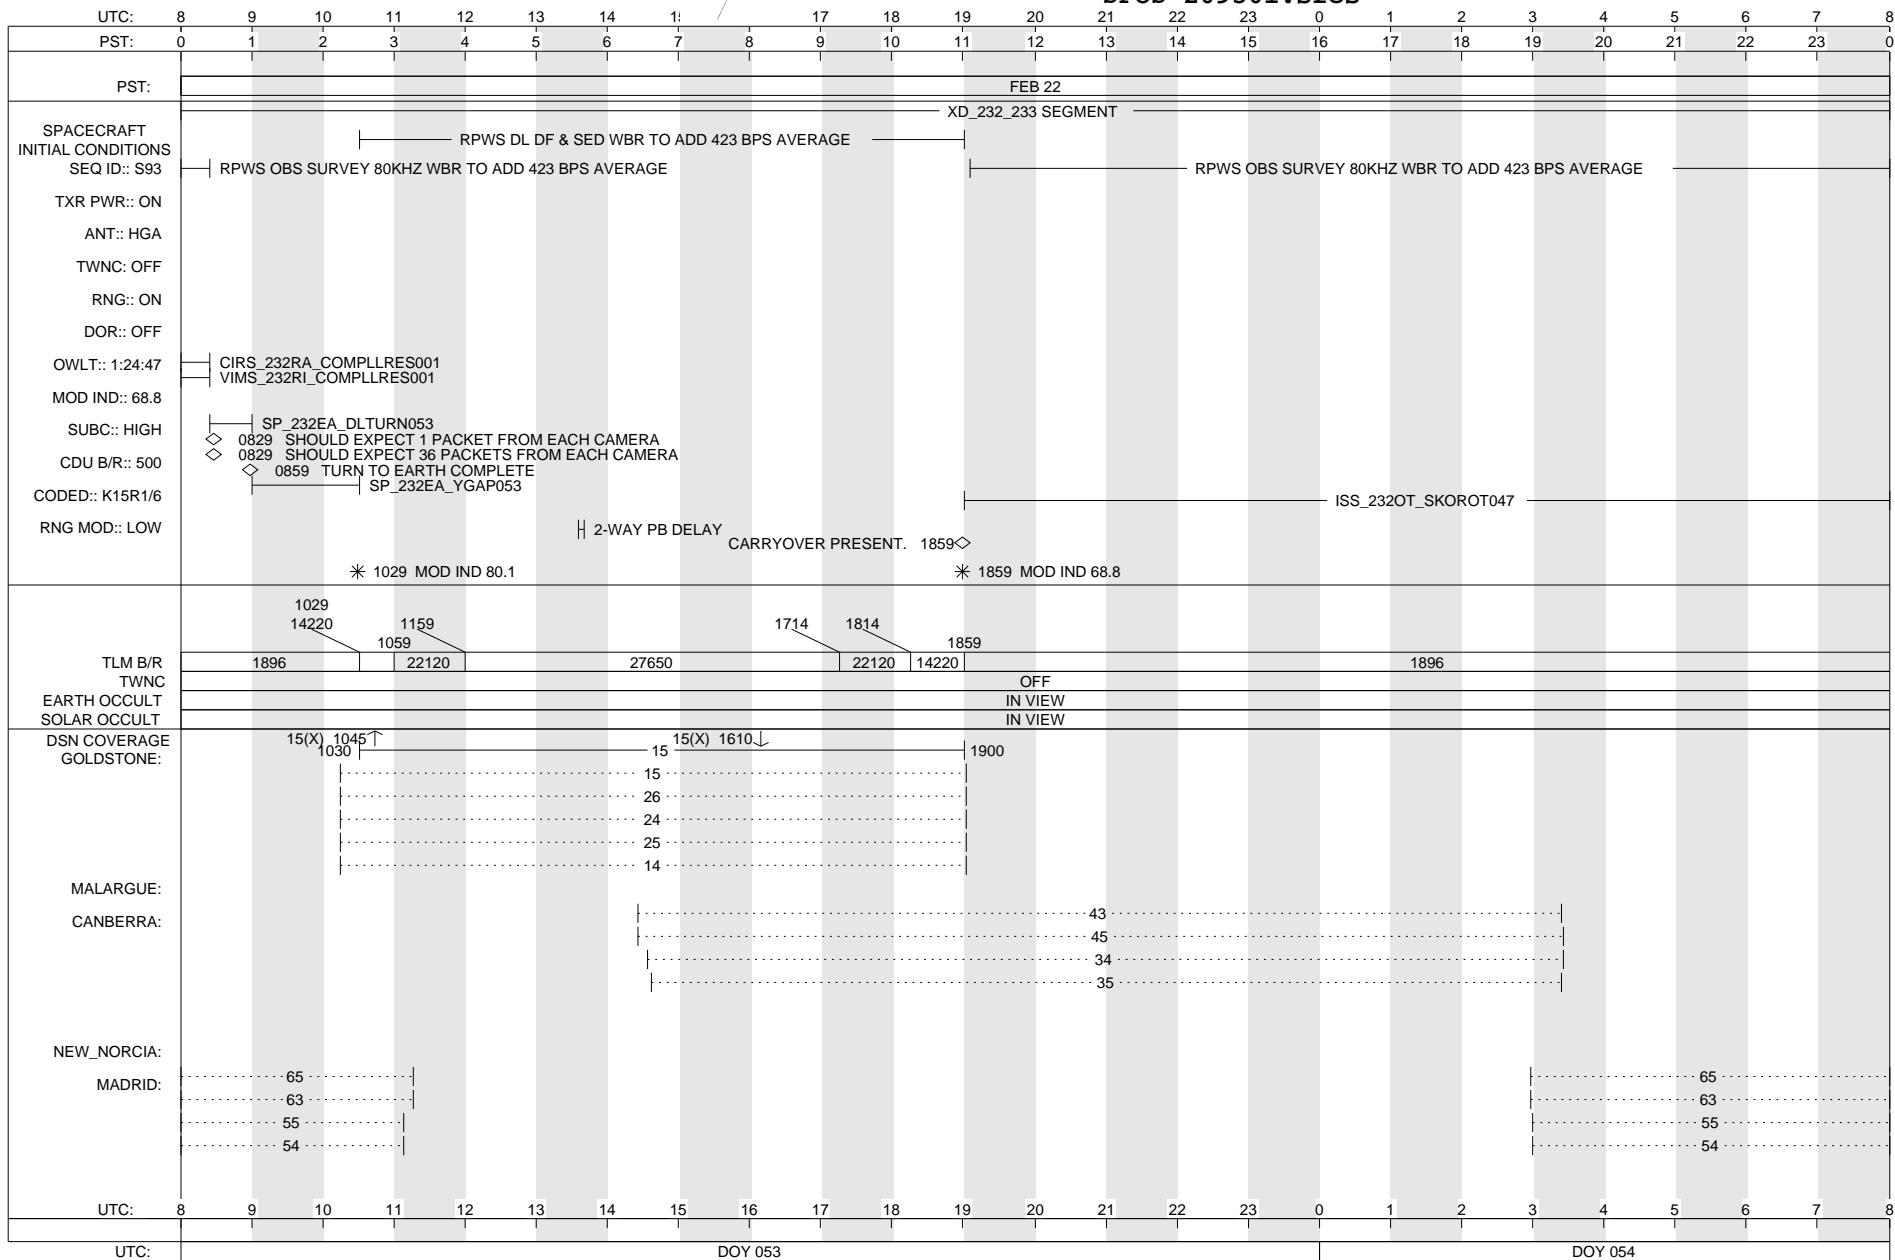 UTC: 8 9 10 11 12 13 14 17 18 19 20 21 22 23 0 1 2 3 4 5 6 7 8
PST: 0 1 2 3 4 5 6 7 8 9 10 11 12 13 14 15 16 17 18 19 20 21 22 23 0
PST: FEB 22
XD_232_233 SEGMENT
SPACECRAFT
INITIAL CONDITIONS
RPWS DL DF & SED WBR TO ADD 423 BPS AVERAGE
SEQ ID:: S93
RPWS OBS SURVEY 80KHZ WBR TO ADD 423 BPS AVERAGE
RPWS OBS SURVEY 80KHZ WBR TO ADD 423 BPS AVERAGE
TXR PWR:: ON
ANT:: HGA
TWNC: OFF
RNG:: ON
DOR:: OFF
OWLT:: 1:24:47
CIRS_232RA_COMPLLRES001
VIMS_232RI_COMPLLRES001
MOD IND:: 68.8
SP_232EA_DLTURN053
SUBC:: HIGH
0829 SHOULD EXPECT 1 PACKET FROM EACH CAMERA
0829 SHOULD EXPECT 36 PACKETS FROM EACH CAMERA
CDU B/R:: 500
0859 TURN TO EARTH COMPLETE
SP_232EA_YGAP053
CODED:: K15R1/6
ISS_232OT_SKOROT047
RNG MOD:: LOW
2-WAY PB DELAY
CARRYOVER PRESENT. 1859
1029 MOD IND 80.1
1859 MOD IND 68.8
1029
14220 1159 1714 1814
1059 1859
TLM B/R 1896 22120 27650 22120 14220 1896
TWNC OFF
EARTH OCCULT IN VIEW
SOLAR OCCULT IN VIEW
DSN COVERAGE 15(X) 1045 15(X) 1610
GOLDSTONE: 1030 15 1900
15
26
24
25
14
MALARGUE:
CANBERRA: 43
45
34
35
NEW_NORCIA:
MADRID: 65 65
63 63
55 55
54 54
UTC: 8 9 10 11 12 13 14 15 16 17 18 19 20 21 22 23 0 1 2 3 4 5 6 7 8
UTC: DOY 053 DOY 054